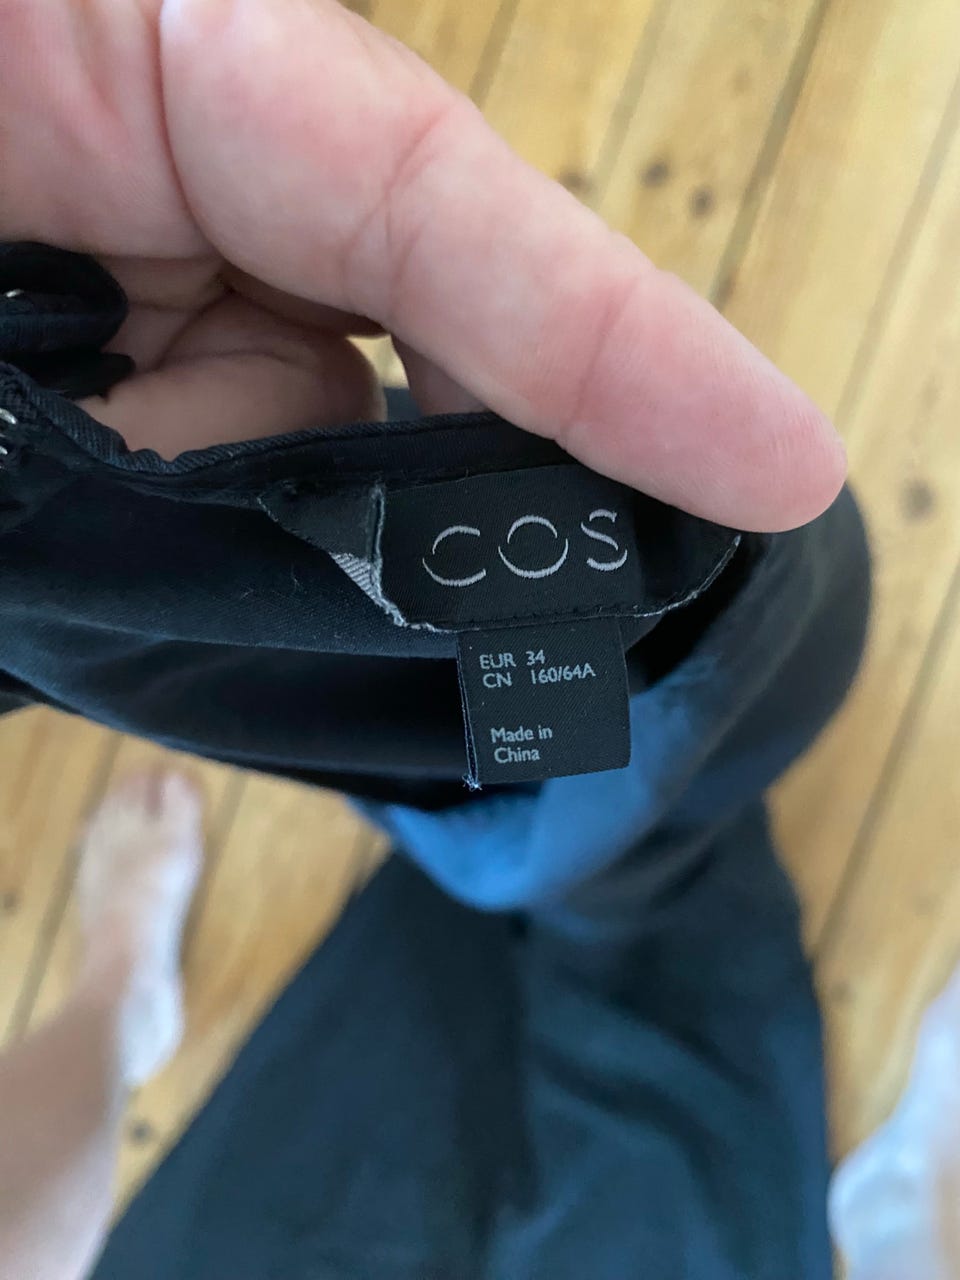 COS
EUR 34
CN 160/64A
Made in
China